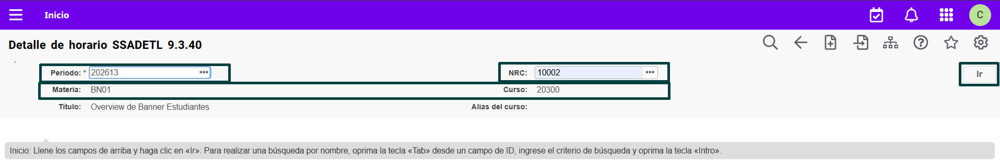 Inicio
C
Detalle de horario SSADETL 9.3.40
Periodo: * 202613 ••• NRC: 10002 ••• Ir
Materia: BN01 Curso: 20300
Título: Overview de Banner Estudiantes Alias del curso:
Inicio: Llene los campos de arriba y haga clic en «Ir». Para realizar una búsqueda por nombre, oprima la tecla «Tab» desde un campo de ID, ingrese el criterio de búsqueda y oprima la tecla «Intro».